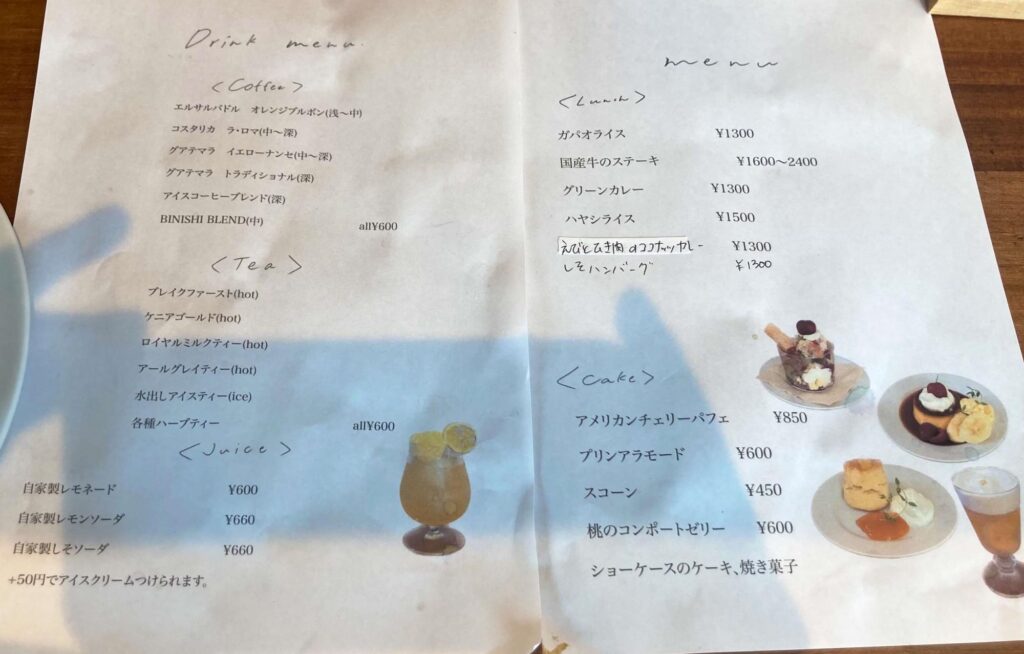 Drink menu.
<Coffee>
エルサルバドル　オレンジブルボン(浅〜中)
コスタリカ　ラ・ロマ(中〜深)
グアテマラ　イエローナンセ(中〜深)
グアテマラ　トラディショナル(深)
アイスコーヒーブレンド(深)
BINISHI BLEND(中)　all¥600
<Tea>
ブレイクファースト(hot)
ケニアゴールド(hot)
ロイヤルミルクティー(hot)
アールグレイティー(hot)
水出しアイスティー(ice)
各種ハーブティー　all¥600
<Juice>
自家製レモネード　¥600
自家製レモンソーダ　¥660
自家製しそソーダ　¥660
+50円でアイスクリームつけられます。
menu
<Lunch>
ガパオライス　¥1300
国産牛のステーキ　¥1600〜2400
グリーンカレー　¥1300
ハヤシライス　¥1500
えびとひき肉のココナッツカレー　¥1300
しそハンバーグ　¥1300
<Cake>
アメリカンチェリーパフェ　¥850
プリンアラモード　¥600
スコーン　¥450
桃のコンポートゼリー　¥600
ショーケースのケーキ、焼き菓子